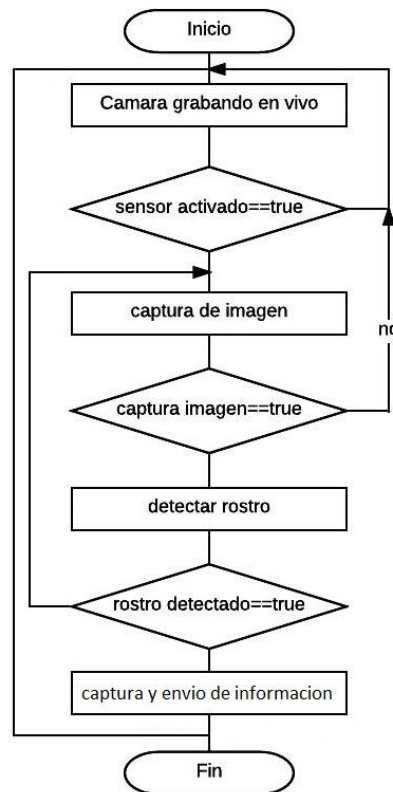 Inicio
Camara grabando en vivo
sensor activado==true
captura de imagen
no
captura imagen==true
detectar rostro
rostro detectado==true
captura y envio de informacion
Fin